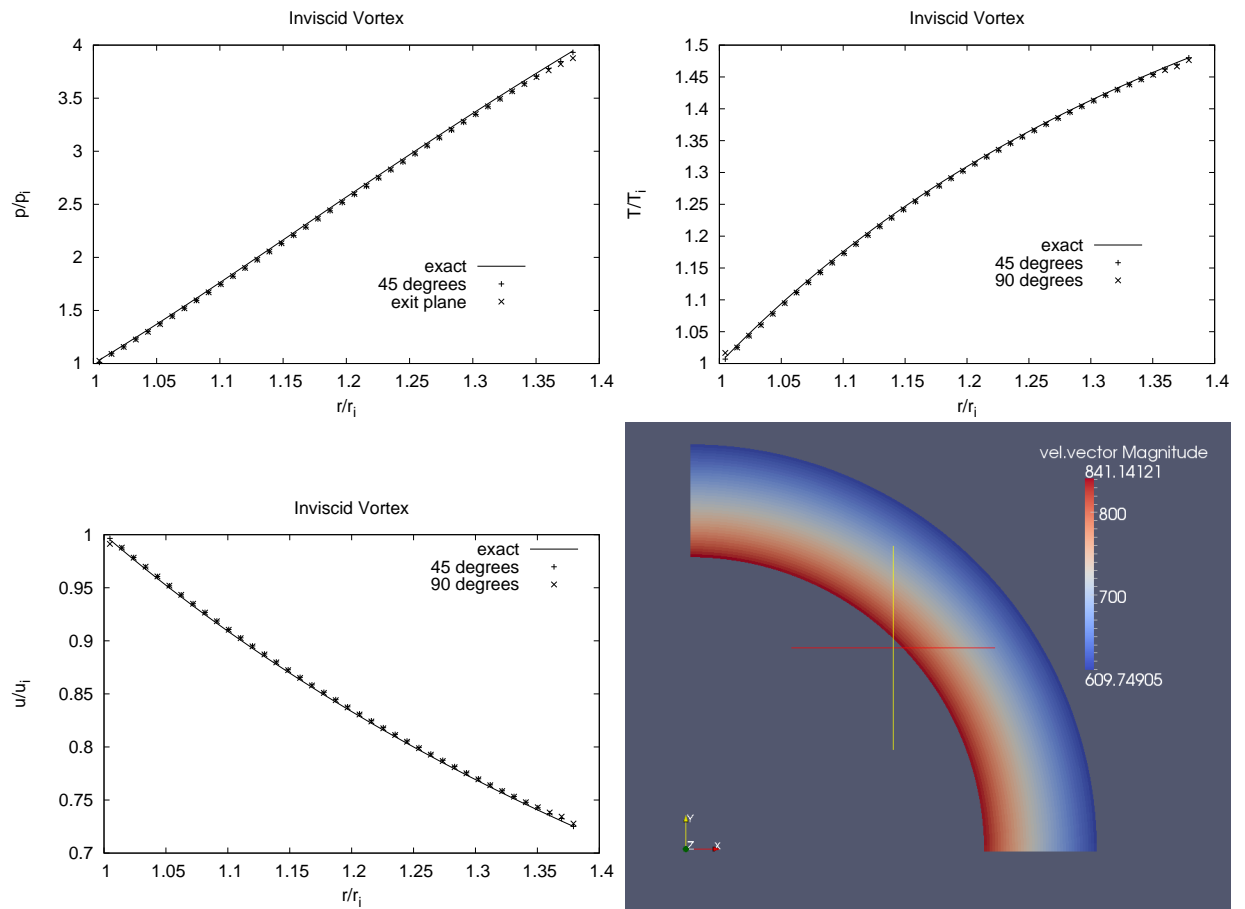 Inviscid Vortex
4
3.5
3
2.5
2
1.5
1
p/pi
exact
45 degrees
exit plane
1 1.05 1.1 1.15 1.2 1.25 1.3 1.35 1.4
r/ri
Inviscid Vortex
1.5
1.45
1.4
1.35
1.3
1.25
1.2
1.15
1.1
1.05
1
T/Ti
exact
45 degrees
90 degrees
1 1.05 1.1 1.15 1.2 1.25 1.3 1.35 1.4
r/ri
Inviscid Vortex
1
0.95
0.9
0.85
0.8
0.75
0.7
u/ui
exact
45 degrees
90 degrees
1 1.05 1.1 1.15 1.2 1.25 1.3 1.35 1.4
r/ri
vel.vector Magnitude
841.14121
800
700
609.74905
Y
Z X